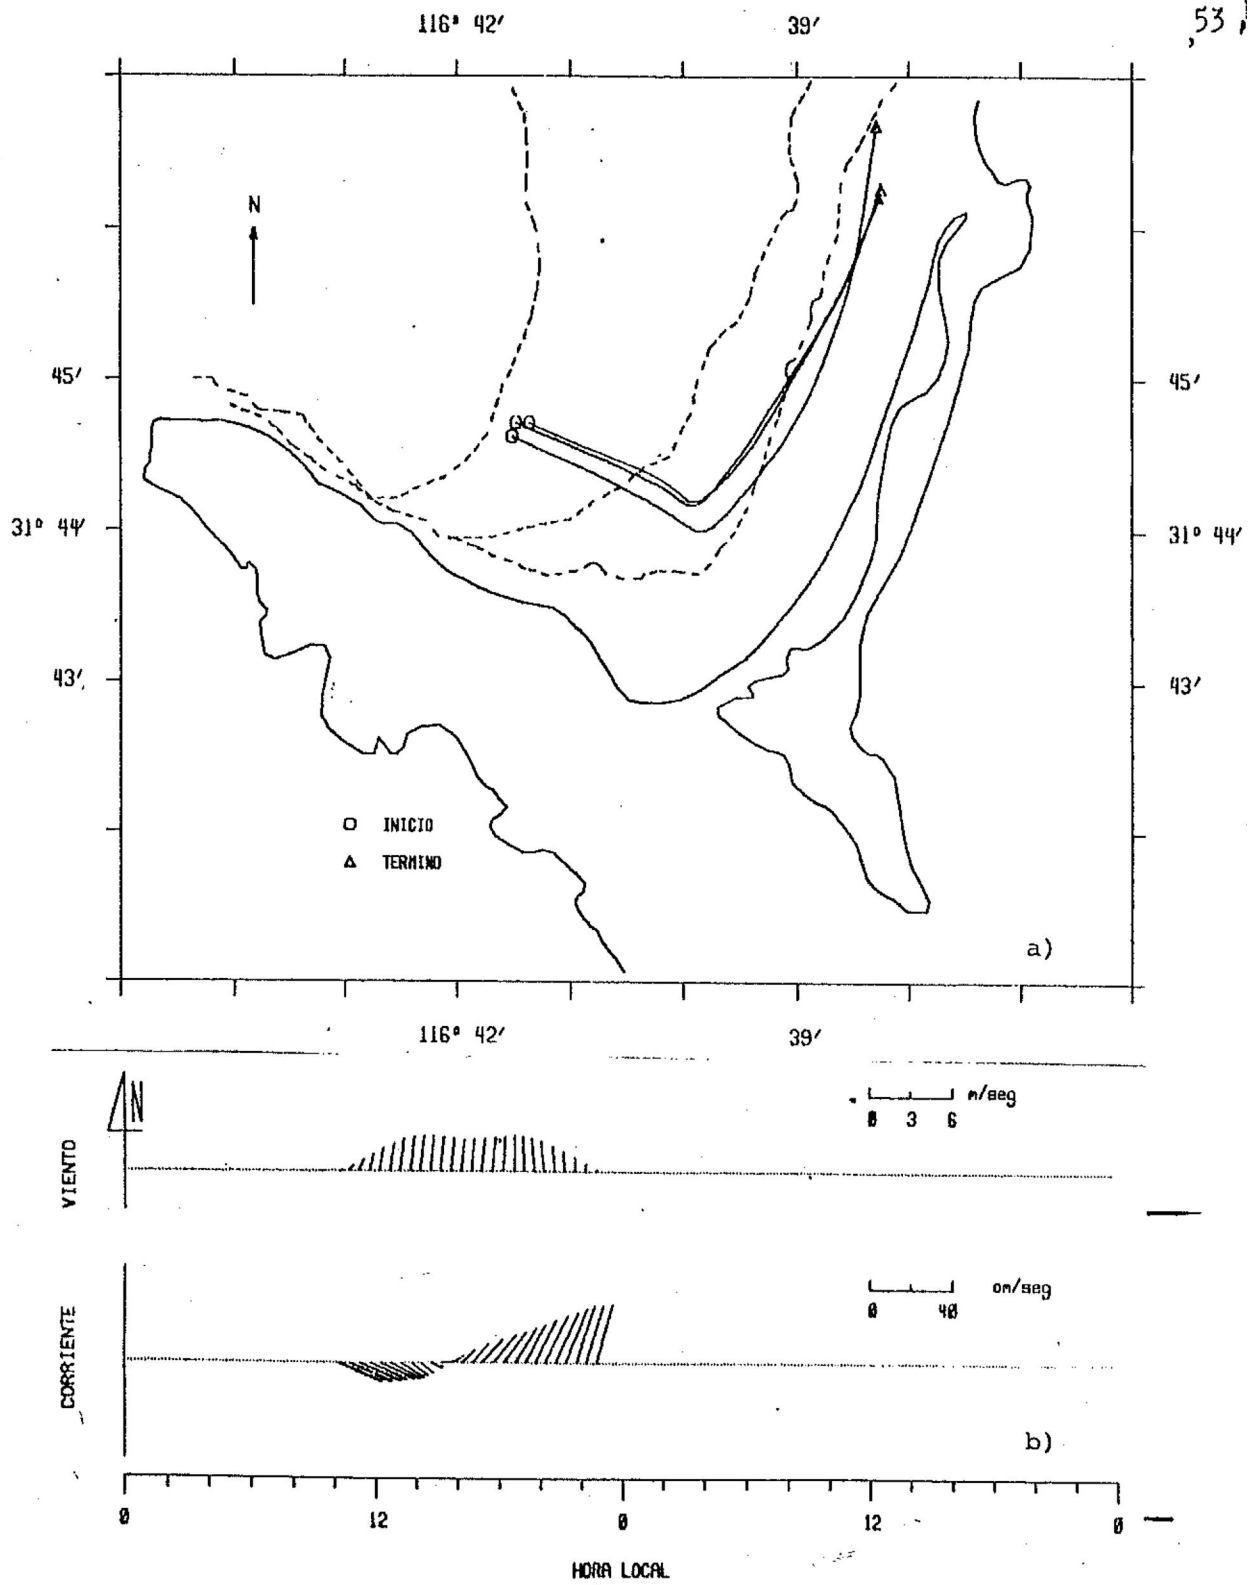 53
116° 42′ 39′
N
45′ 45′
31° 44′ 31° 44′
43′ 43′
INICIO
TERMINO
a)
116° 42′ 39′
N
m/seg
0 3 6
VIENTO
cm/seg
0 40
CORRIENTE
b)
0 12 0 12 0
HORA LOCAL